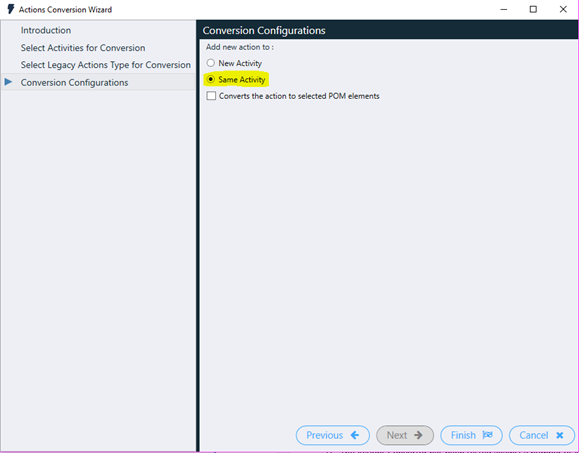 Actions Conversion Wizard
Introduction
Select Activities for Conversion
Select Legacy Actions Type for Conversion
Conversion Configurations
Conversion Configurations
Add new action to :
New Activity
Same Activity
Converts the action to selected POM elements
Previous
Next
Finish
Cancel